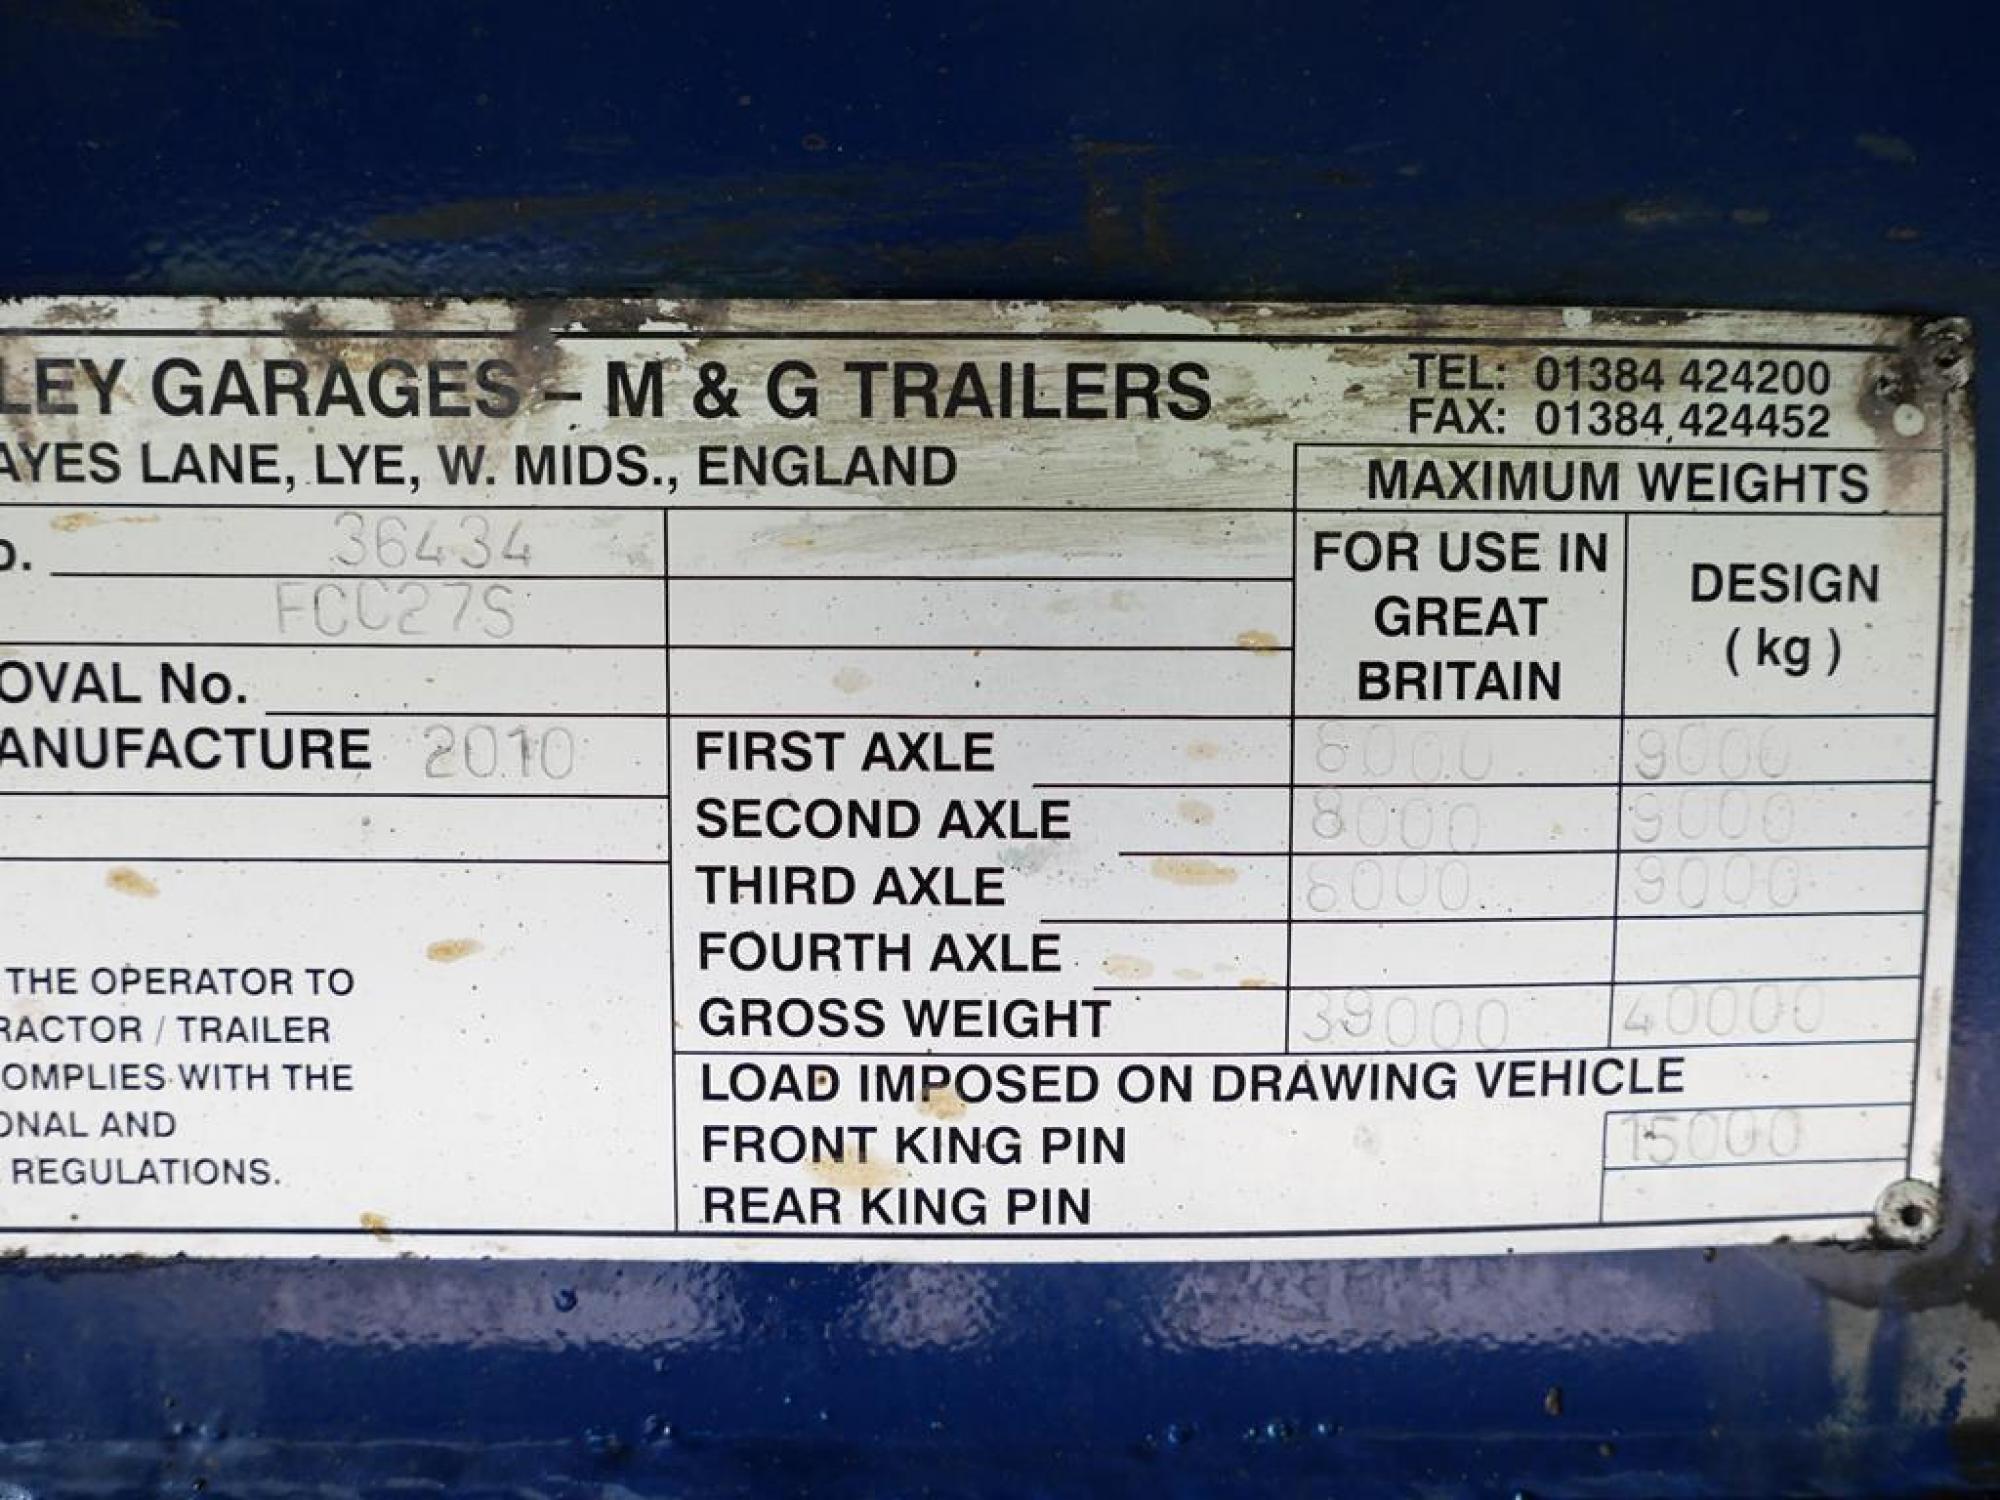 LEY GARAGES – M & G TRAILERS
TEL: 01384 424200
FAX: 01384 424452
AYES LANE, LYE, W. MIDS., ENGLAND
MAXIMUM WEIGHTS
o. 36434
FOR USE IN GREAT BRITAIN
DESIGN (kg)
FCC27S
OVAL No.
ANUFACTURE 2010
FIRST AXLE 8000 9000
SECOND AXLE 8000 9000
THIRD AXLE 8000 9000
FOURTH AXLE
GROSS WEIGHT 39000 40000
THE OPERATOR TO
RACTOR / TRAILER
OMPLIES WITH THE
ONAL AND
REGULATIONS.
LOAD IMPOSED ON DRAWING VEHICLE
FRONT KING PIN 15000
REAR KING PIN